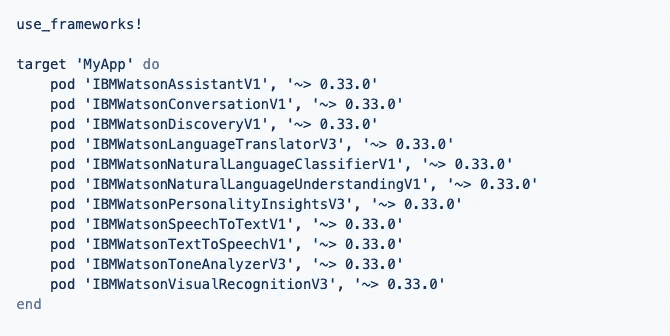 use_frameworks!
target 'MyApp' do
pod 'IBMWatsonAssistantV1', '~> 0.33.0'
pod 'IBMWatsonConversationV1', '~> 0.33.0'
pod 'IBMWatsonDiscoveryV1', '~> 0.33.0'
pod 'IBMWatsonLanguageTranslatorV3', '~> 0.33.0'
pod 'IBMWatsonNaturalLanguageClassifierV1', '~> 0.33.0'
pod 'IBMWatsonNaturalLanguageUnderstandingV1', '~> 0.33.0'
pod 'IBMWatsonPersonalityInsightsV3', '~> 0.33.0'
pod 'IBMWatsonSpeechToTextV1', '~> 0.33.0'
pod 'IBMWatsonTextToSpeechV1', '~> 0.33.0'
pod 'IBMWatsonToneAnalyzerV3', '~> 0.33.0'
pod 'IBMWatsonVisualRecognitionV3', '~> 0.33.0'
end